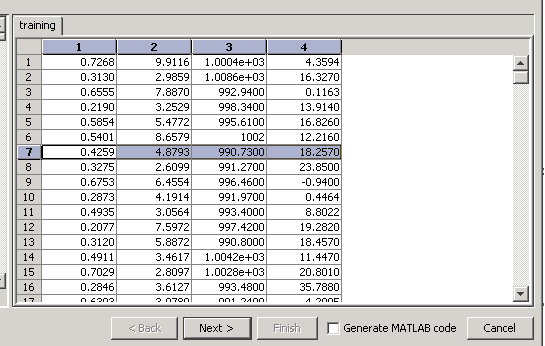 training
1 2 3 4
1 0.7268 9.9116 1.0004e+03 4.3594
2 0.3130 2.9859 1.0086e+03 16.3270
3 0.6555 7.8870 992.9400 0.1163
4 0.2190 3.2529 998.3400 13.9140
5 0.5854 5.4772 995.6100 16.8260
6 0.5401 8.6579 1002 12.2160
7 0.4259 4.8793 990.7300 18.2570
8 0.3275 2.6099 991.2700 23.8500
9 0.6753 6.4554 996.4600 -0.9400
10 0.2873 4.1914 991.9700 0.4464
11 0.4935 3.0564 993.4000 8.8022
12 0.2077 7.5972 997.4200 19.2820
13 0.3120 5.8872 990.8000 18.4570
14 0.4911 3.4617 1.0042e+03 11.4470
15 0.7029 2.8097 1.0028e+03 20.8010
16 0.2846 3.6127 993.4800 35.7880
17
< Back Next > Finish Generate MATLAB code Cancel